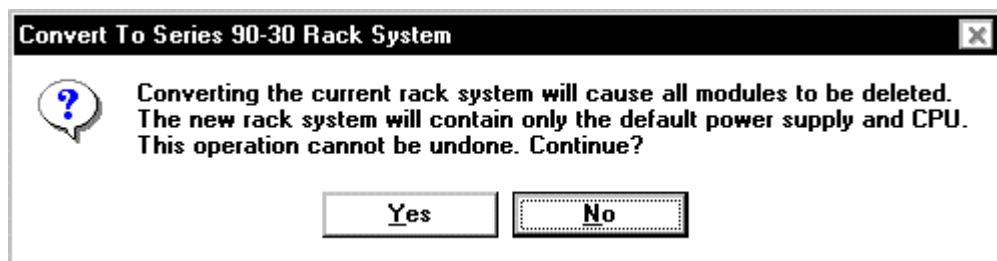 Convert To Series 90-30 Rack System
Converting the current rack system will cause all modules to be deleted.
The new rack system will contain only the default power supply and CPU.
This operation cannot be undone. Continue?
Yes No